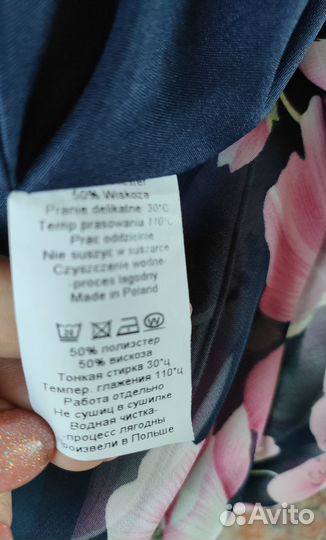 50% Wiskoza
Pranie delikatne 30°C
Temp prasowania 110°C
Prac oddzielnie
Nie suszyć w suszarce
Czyszczenie wodne-
-proces łagodny
Made in Poland
50% полиэстер
50% вискоза
Тонкая стирка 30°ц
Темпер. глажения 110°ц
Работа отдельно
Не сушиц в сушилке
Водная чистка-
-процесс лягодны
Произвели в Польше
Avito